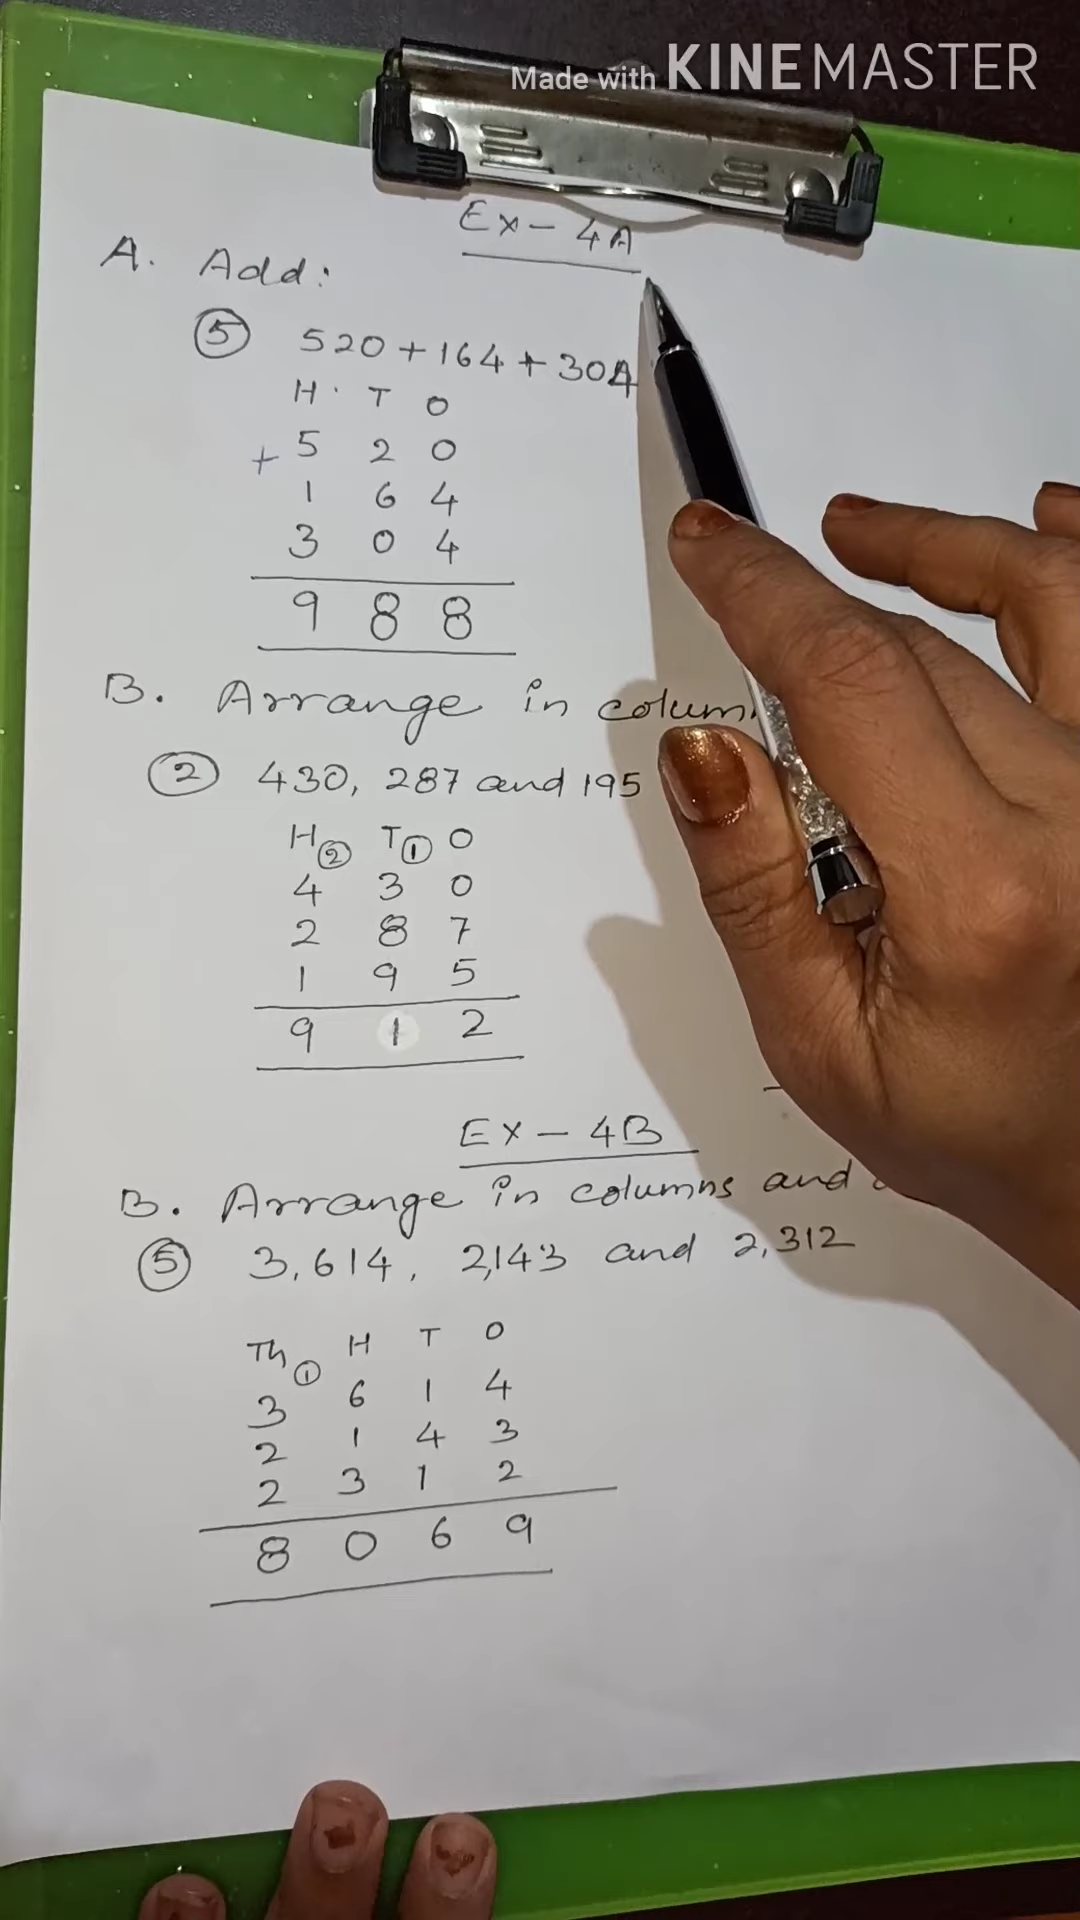 Made with KINEMASTER
Ex - 4A
A. Add:
5 520 + 164 + 304
H T O
+ 5 2 0
1 6 4
3 0 4
9 8 8
B. Arrange in
2 430, 287 and 195
H 2 T 1 O
4 3 0
2 8 7
1 9 5
9 1 2
Ex - 4B
B. Arrange in columns and
5 3,614, 2,143 and 2,312
Th 1 H T O
3 6 1 4
2 1 4 3
2 3 1 2
8 0 6 9